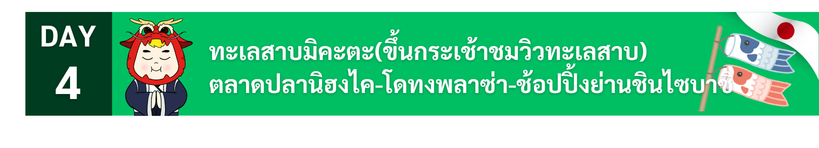 DAY
4
ทะเลสาบมิคะตะ(ขึ้นกระเช้าชมวิวทะเลสาบ)
ตลาดปลานิฮงไค-โดทงพลาซ่า-ช้อปปิ้งย่านชินไซบาชิ